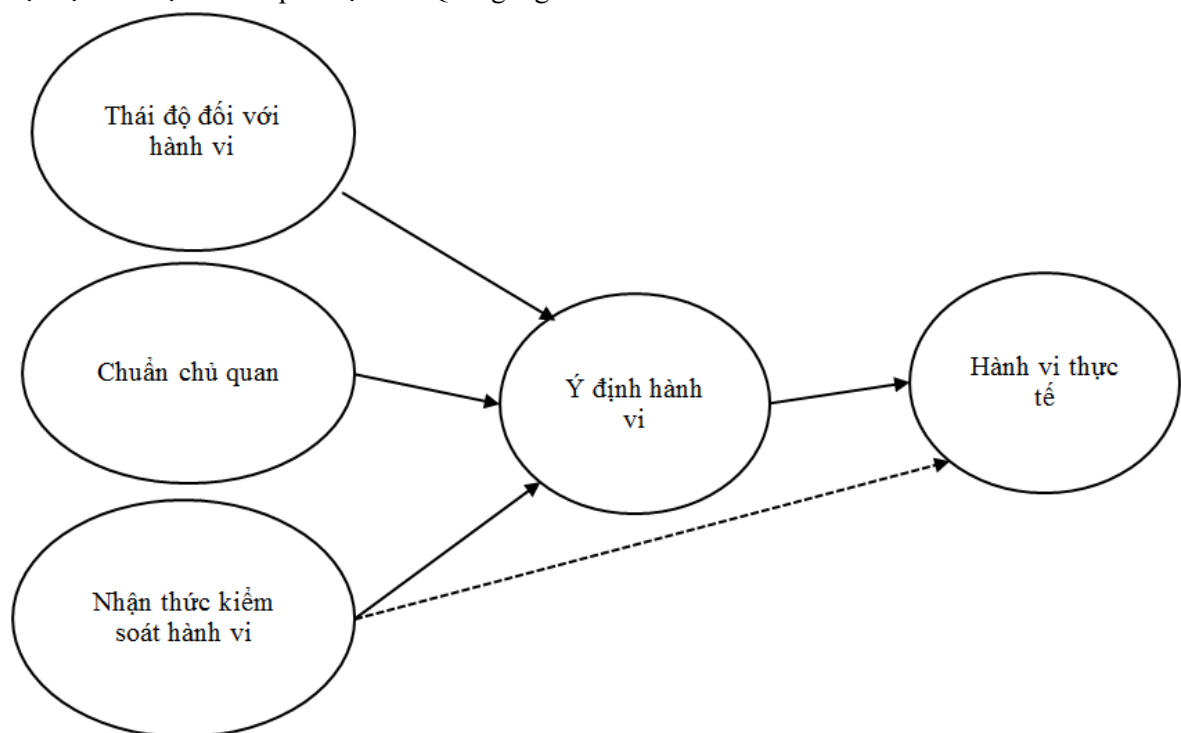 Thái độ đối với
hành vi
Chuẩn chủ quan
Ý định hành
vi
Hành vi thực
tế
Nhận thức kiểm
soát hành vi